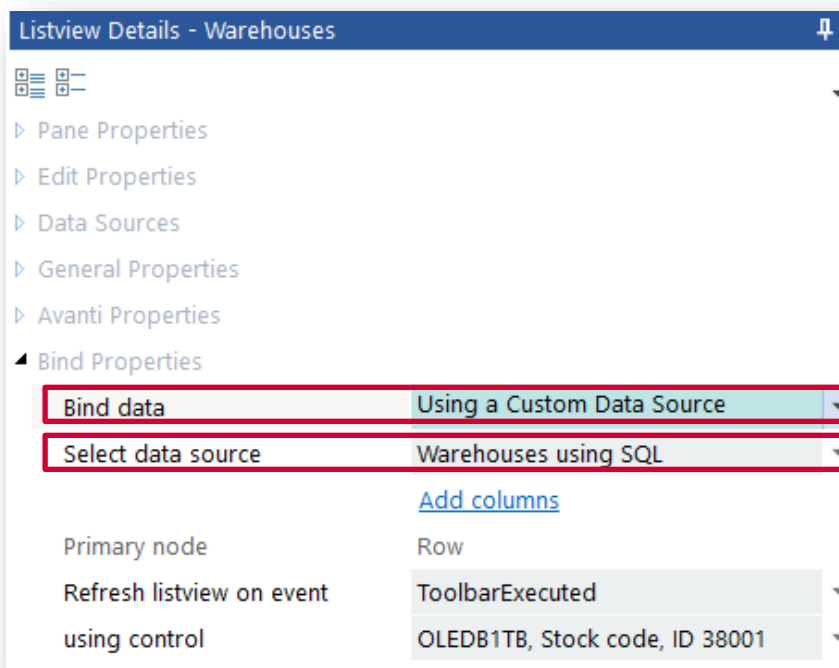 Listview Details - Warehouses
Pane Properties
Edit Properties
Data Sources
General Properties
Avanti Properties
Bind Properties
Bind data Using a Custom Data Source
Select data source Warehouses using SQL
Add columns
Primary node Row
Refresh listview on event ToolbarExecuted
using control OLEDB1TB, Stock code, ID 38001